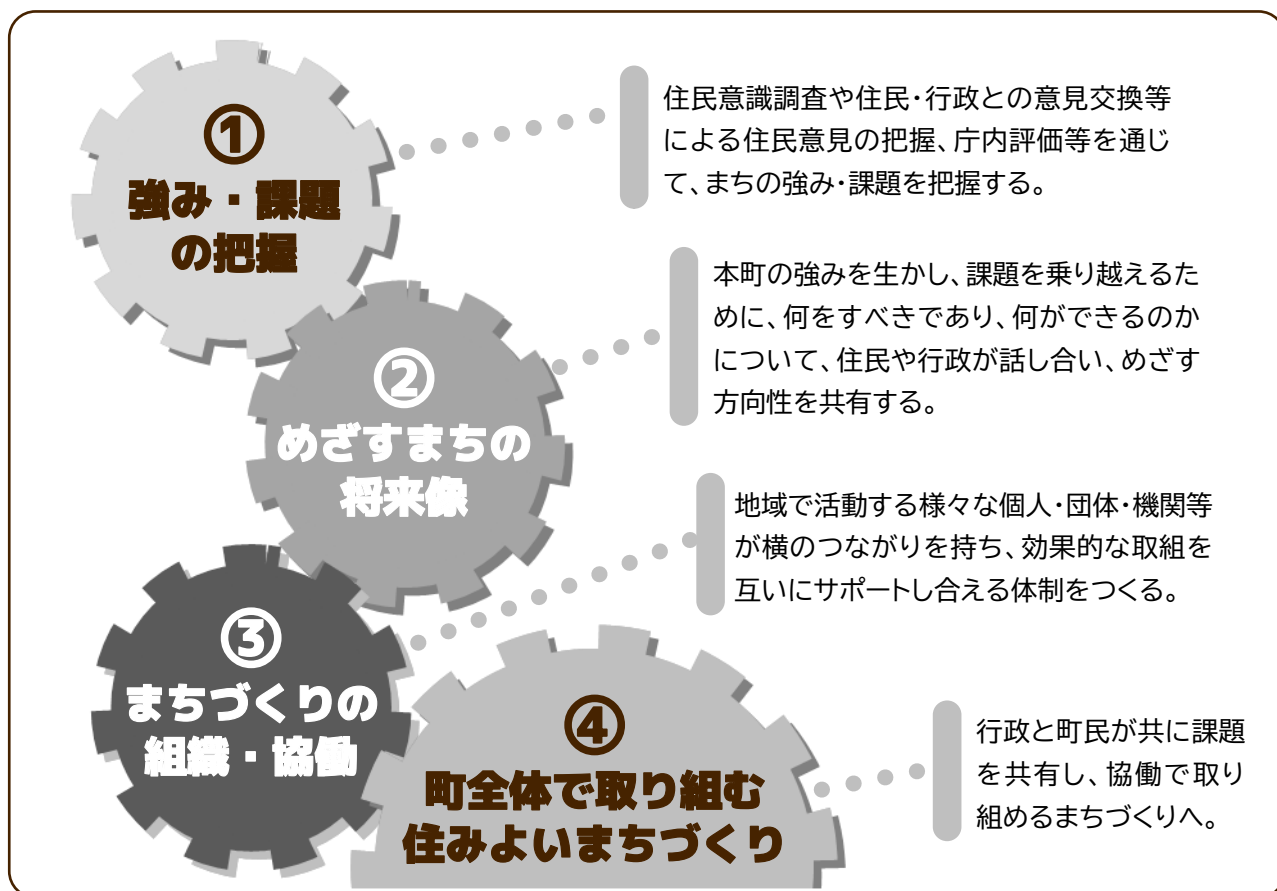 ①
強み・課題
の把握
住民意識調査や住民・行政との意見交換等
による住民意見の把握、庁内評価等を通じ
て、まちの強み・課題を把握する。
②
めざすまちの
将来像
本町の強みを生かし、課題を乗り越えるた
めに、何をすべきであり、何ができるのか
について、住民や行政が話し合い、めざす
方向性を共有する。
③
まちづくりの
組織・協働
地域で活動する様々な個人・団体・機関等
が横のつながりを持ち、効果的な取組を
互いにサポートし合える体制をつくる。
④
町全体で取り組む
住みよいまちづくり
行政と町民が共に課題
を共有し、協働で取り
組めるまちづくりへ。